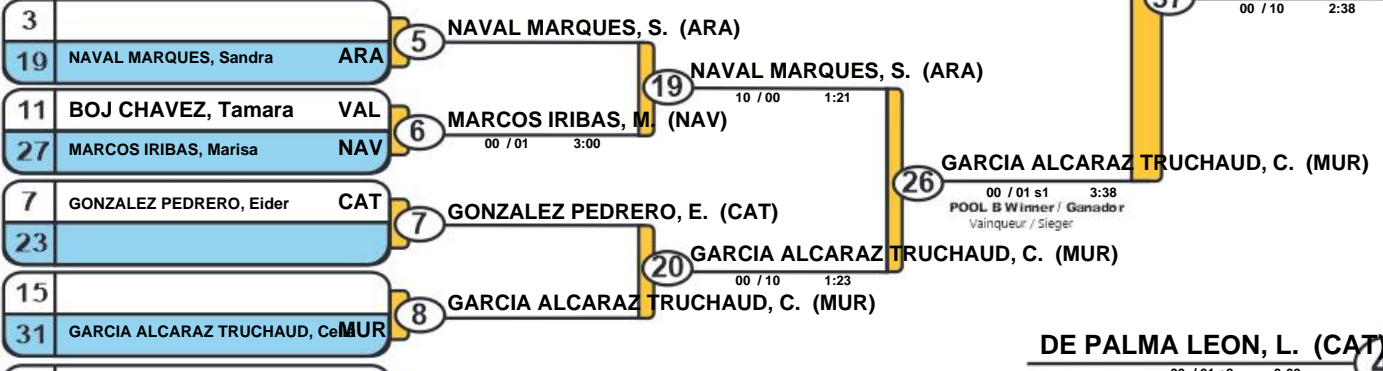 3
19 NAVAL MARQUES, Sandra ARA
5 NAVAL MARQUES, S. (ARA)
11 BOJ CHAVEZ, Tamara VAL
27 MARCOS IRIBAS, Marisa NAV
6 MARCOS IRIBAS, M. (NAV)
00 / 01 3:00
19 NAVAL MARQUES, S. (ARA)
10 / 00 1:21
7 GONZALEZ PEDRERO, Eider CAT
23
7 GONZALEZ PEDRERO, E. (CAT)
15
31 GARCIA ALCARAZ TRUCHAUD, MUR
8 GARCIA ALCARAZ TRUCHAUD, C. (MUR)
20 GARCIA ALCARAZ TRUCHAUD, C. (MUR)
00 / 10 1:23
26 GARCIA ALCARAZ TRUCHAUD, C. (MUR)
00 / 01 s1 3:38
POOL B Winner / Ganador
Vainqueur / Sieger
37
00 / 10 2:38
DE PALMA LEON, L. (CAT)